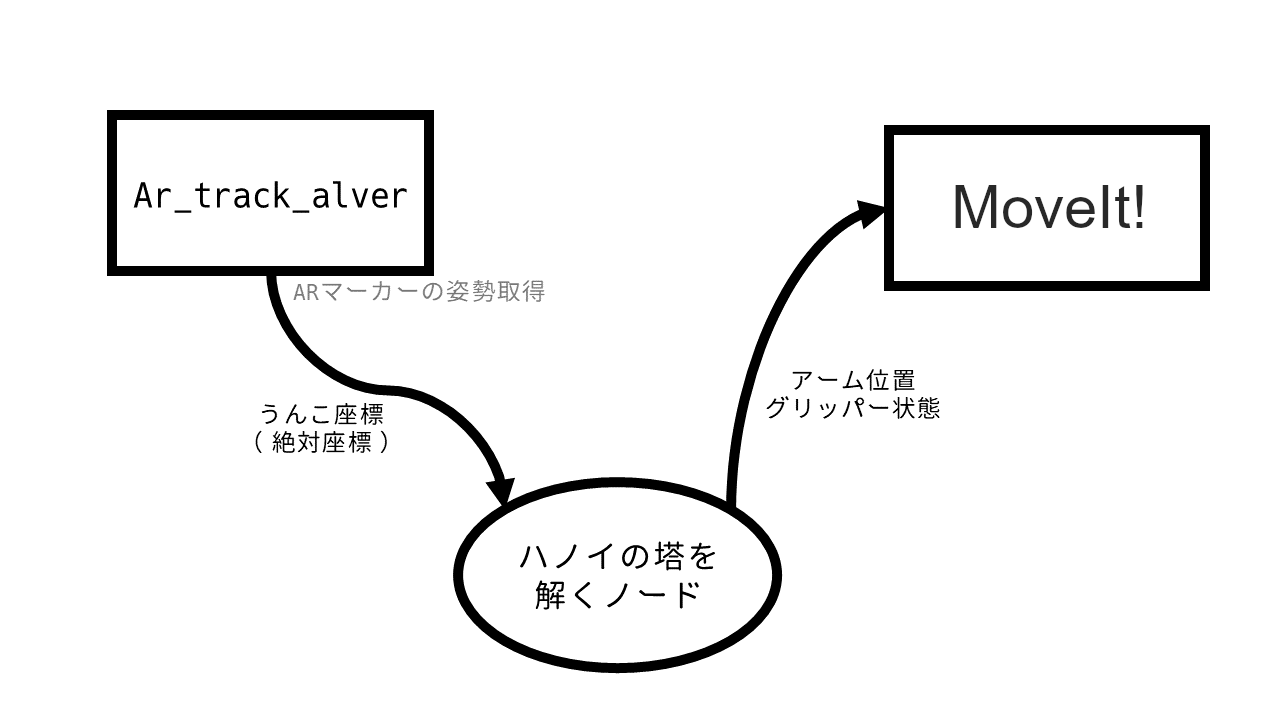 Ar_track_alver
MoveIt!
ARマーカーの姿勢取得
アーム位置
グリッパー状態
うんこ座標
( 絶対座標 )
ハノイの塔を
解くノード